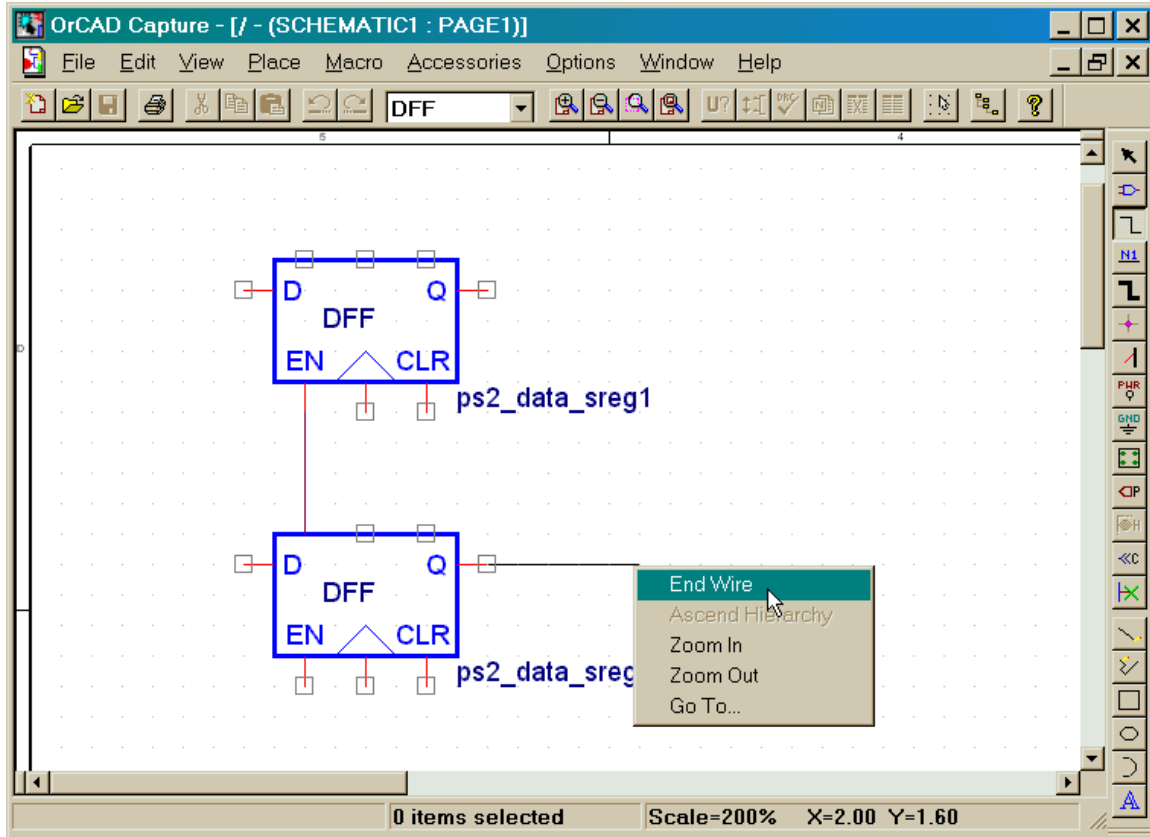 OrCAD Capture - [/ - (SCHEMATIC1 : PAGE1)]
File Edit View Place Macro Accessories Options Window Help
DFF U? DRC
5 4
N1
D Q
DFF
D
EN CLR
PWR
ps2_data_sreg1
GND
P
H
D Q
C
End Wire
DFF
Ascend Hierarchy
EN CLR
Zoom In
ps2_data_sreg
Zoom Out
Go To...
A
0 items selected Scale=200% X=2.00 Y=1.60